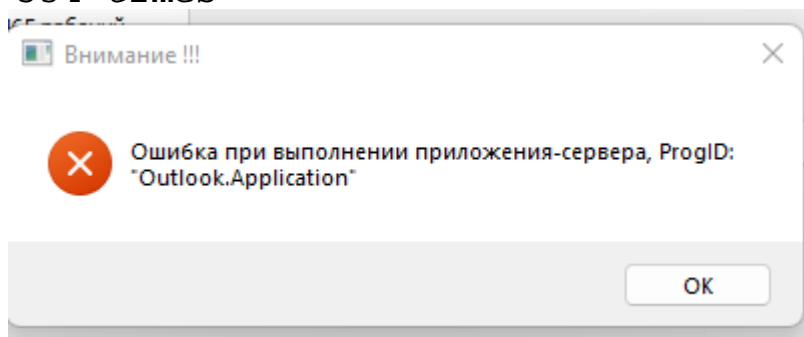 Внимание !!!
Ошибка при выполнении приложения-сервера, ProgID:
"Outlook.Application"
OK